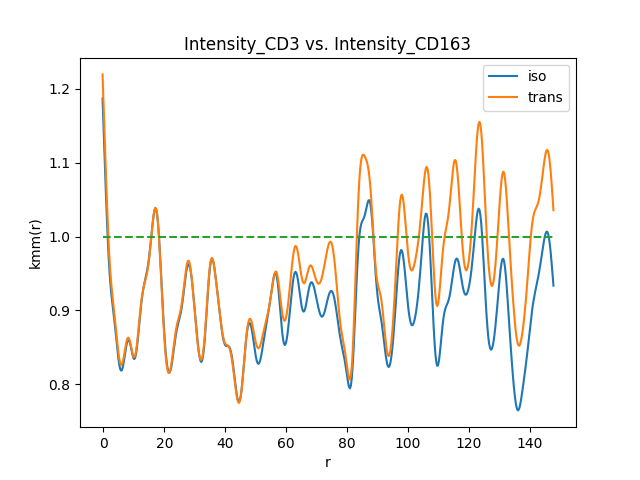 Intensity_CD3 vs. Intensity_CD163
iso
trans
1.2
1.1
1.0
0.9
0.8
kmm(r)
0 20 40 60 80 100 120 140
r